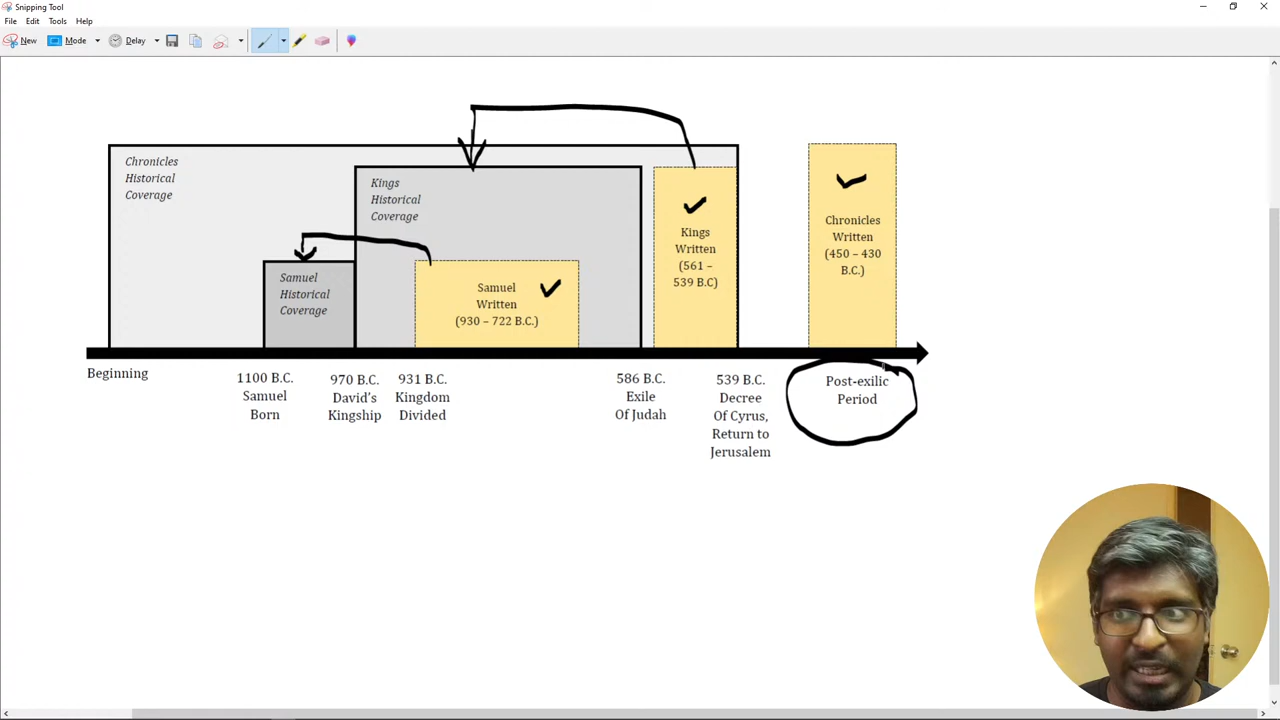 Snipping Tool
File Edit Tools Help
New Mode Delay
Chronicles
Historical
Coverage
Kings
Historical
Coverage
Samuel
Historical
Coverage
Samuel
Written
(930 – 722 B.C.)
Kings
Written
(561 –
539 B.C)
Chronicles
Written
(450 – 430
B.C.)
Beginning
1100 B.C.
Samuel
Born
970 B.C.
David's
Kingship
931 B.C.
Kingdom
Divided
586 B.C.
Exile
Of Judah
539 B.C.
Decree
Of Cyrus,
Return to
Jerusalem
Post-exilic
Period